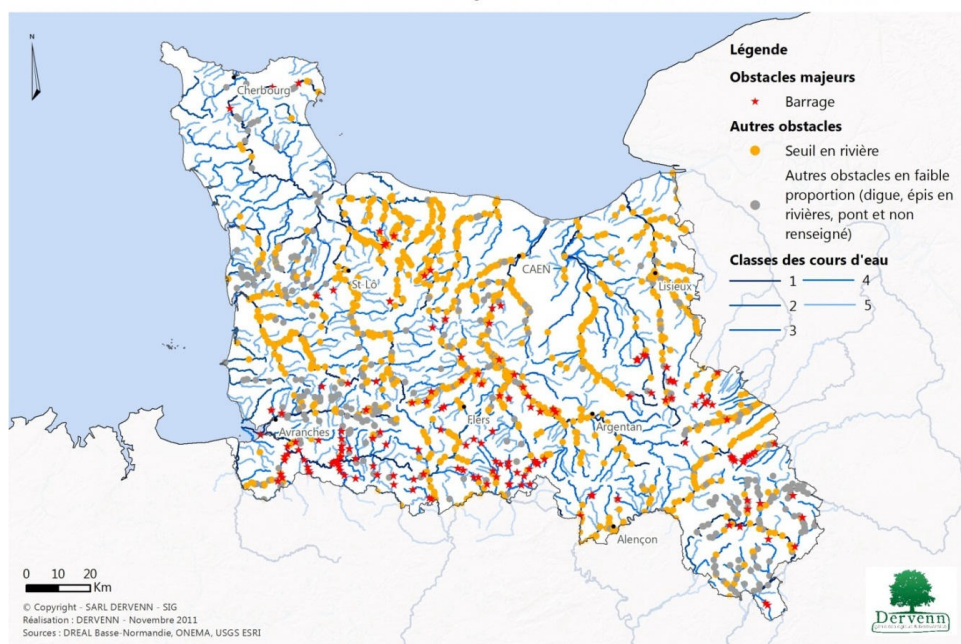 N
Cherbourg
St-Lô
CAEN
Lisieux
Avranches
Flers
Argentan
Alençon
Légende
Obstacles majeurs
Barrage
Autres obstacles
Seuil en rivière
Autres obstacles en faible
proportion (digue, épis en
rivières, pont et non
renseigné)
Classes des cours d'eau
1 4
2 5
3
0 10 20
Km
© Copyright - SARL DERVENN - SIG
Réalisation : DERVENN - Novembre 2011
Sources : DREAL Basse-Normandie, ONEMA, USGS ESRI
Dervenn